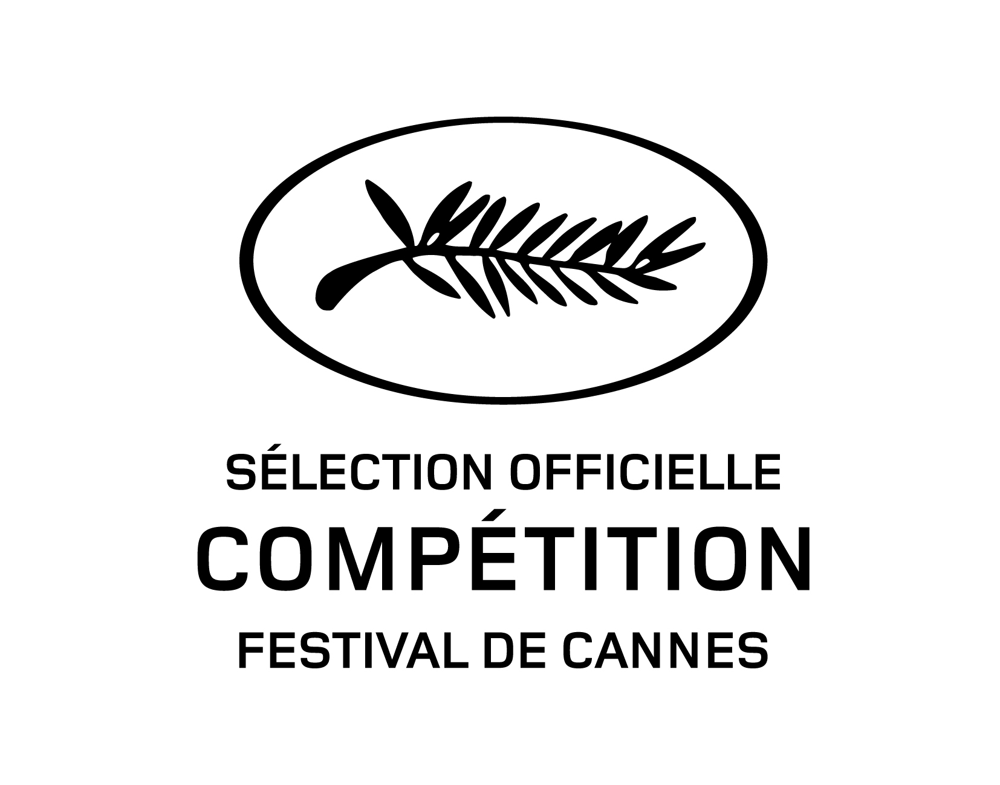 SÉLECTION OFFICIELLE
COMPÉTITION
FESTIVAL DE CANNES